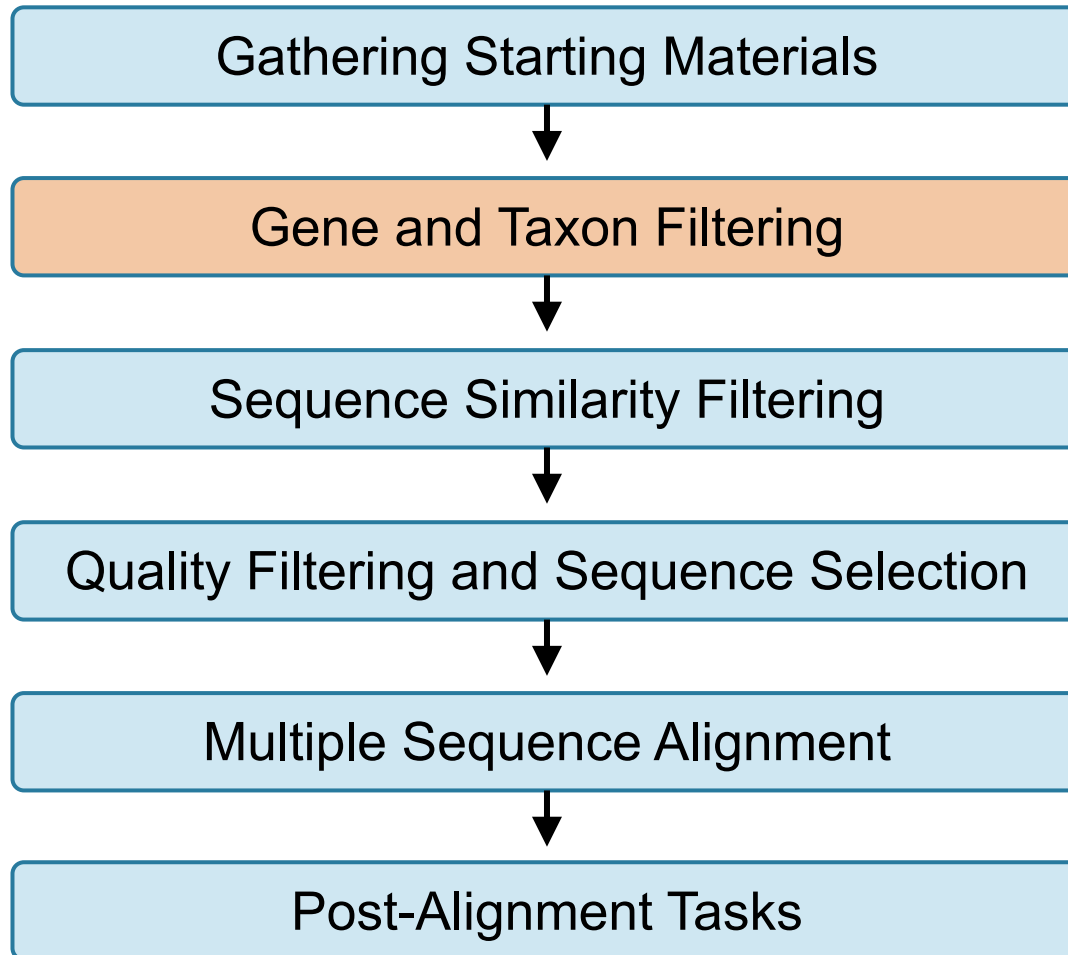 Gathering Starting Materials
Gene and Taxon Filtering
Sequence Similarity Filtering
Quality Filtering and Sequence Selection
Multiple Sequence Alignment
Post-Alignment Tasks